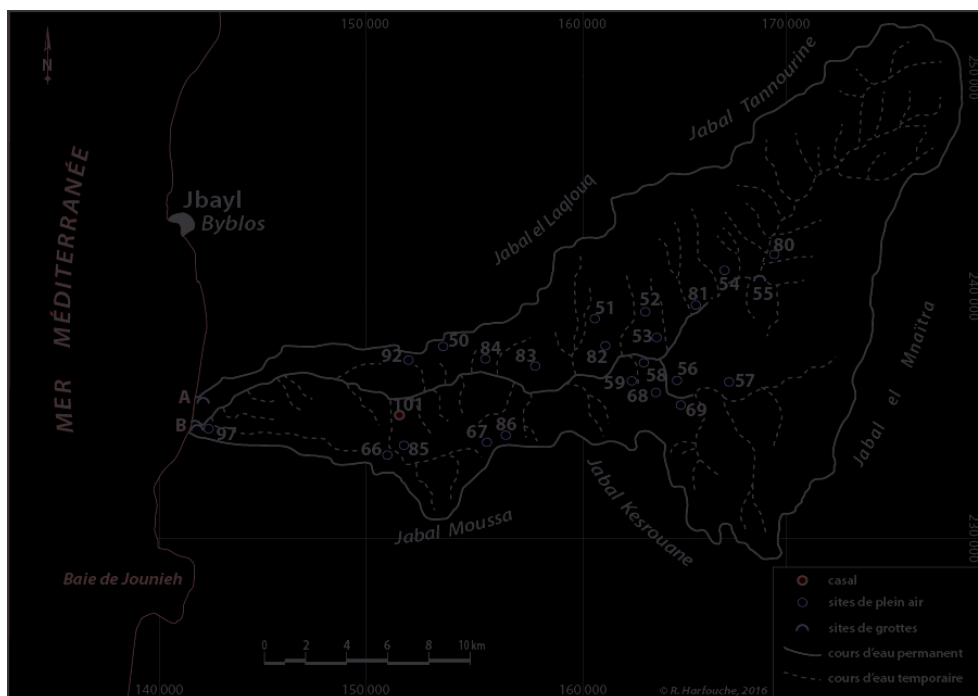 150 000
160 000
170 000
N
250 000
Jabal Tannourine
MER MÉDITERRANÉE
Jbayl
Byblos
Jabal el Laqlouq
80
54
55
240 000
51
52
81
53
82
50
84
83
92
59
58
56
57
68
69
Jabal el Mnaïtra
A
B
97
101
66
85
67
86
Jabal Moussa
Jabal Kesrouane
230 000
Baie de Jounieh
casal
sites de plein air
sites de grottes
cours d'eau permanent
cours d'eau temporaire
0 2 4 6 8 10 km
140 000
150 000
160 000
© R. Harfouche, 2016